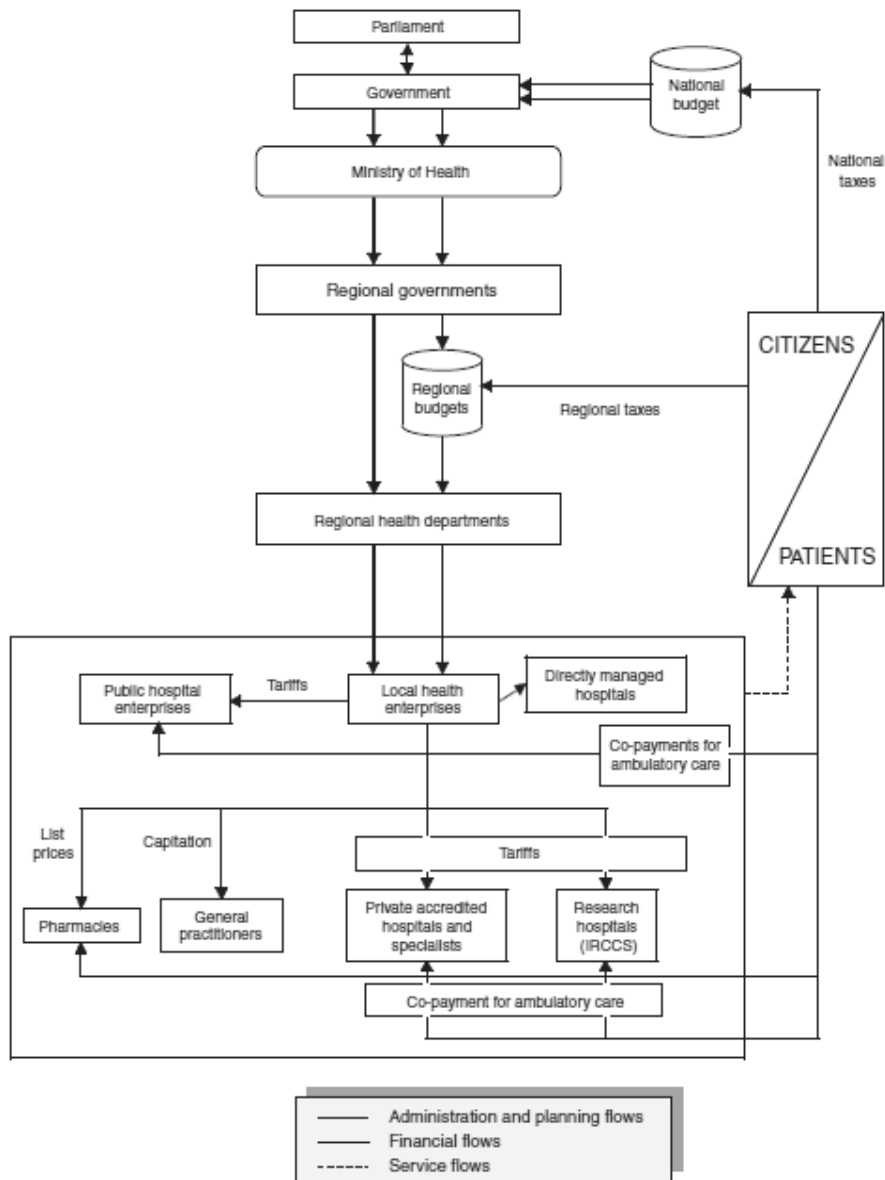 Parliament
Government
National
budget
National
taxes
Ministry of Health
Regional governments
CITIZENS
PATIENTS
Regional
budgets
Regional taxes
Regional health departments
Public hospital
enterprises
Tariffs
Local health
enterprises
Directly managed
hospitals
Co-payments for
ambulatory care
List
prices
Capitation
Tariffs
Pharmacies
General
practitioners
Private accredited
hospitals and
specialists
Research
hospitals
(IRCCS)
Co-payment for ambulatory care
Administration and planning flows
Financial flows
Service flows